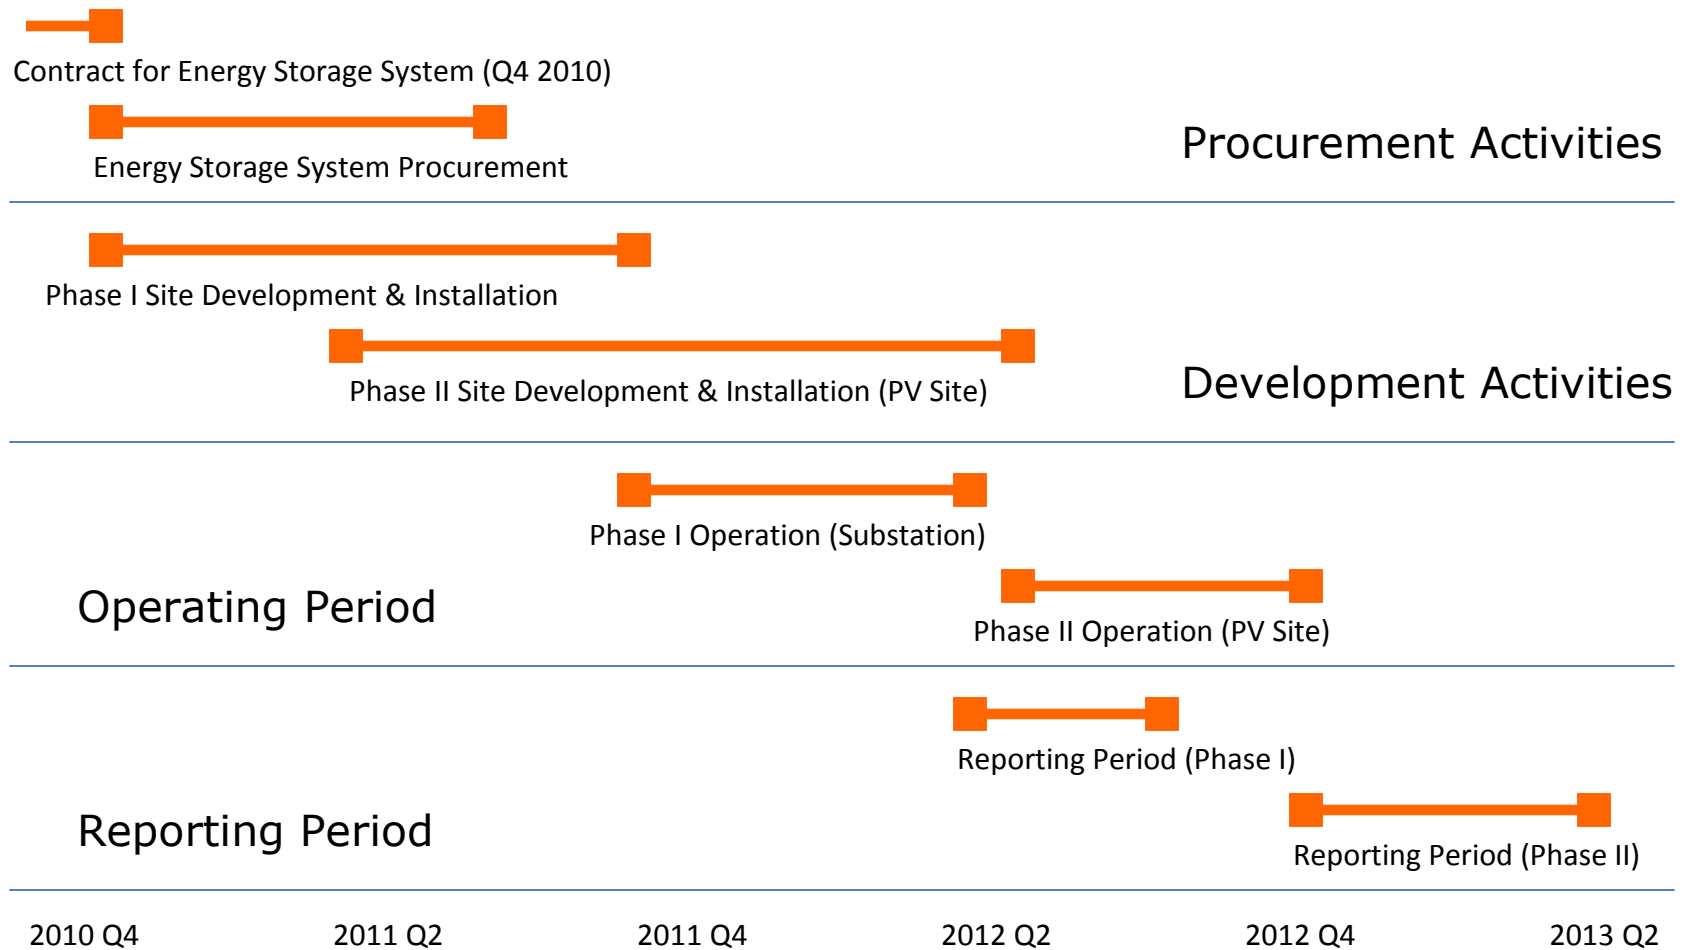 Contract for Energy Storage System (Q4 2010)
Energy Storage System Procurement
Procurement Activities
Phase I Site Development & Installation
Phase II Site Development & Installation (PV Site)
Development Activities
Phase I Operation (Substation)
Operating Period
Phase II Operation (PV Site)
Reporting Period (Phase I)
Reporting Period
Reporting Period (Phase II)
2010 Q4 2011 Q2 2011 Q4 2012 Q2 2012 Q4 2013 Q2